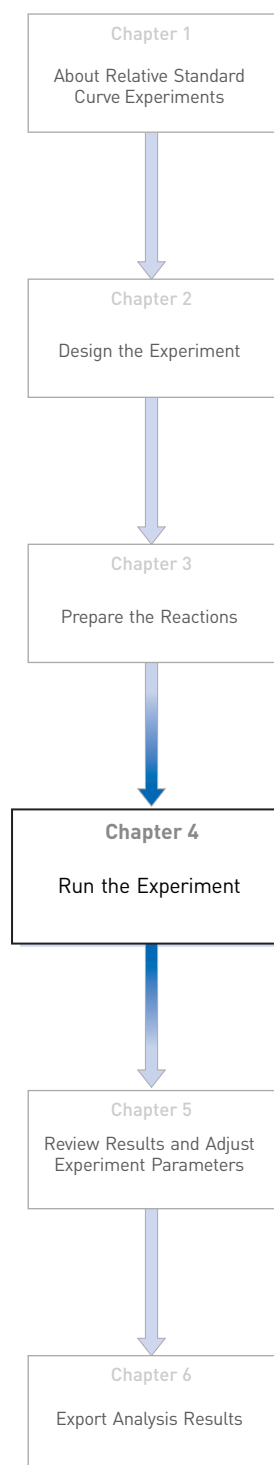 Chapter 1
About Relative Standard
Curve Experiments
Chapter 2
Design the Experiment
Chapter 3
Prepare the Reactions
Chapter 4
Run the Experiment
Chapter 5
Review Results and Adjust
Experiment Parameters
Chapter 6
Export Analysis Results